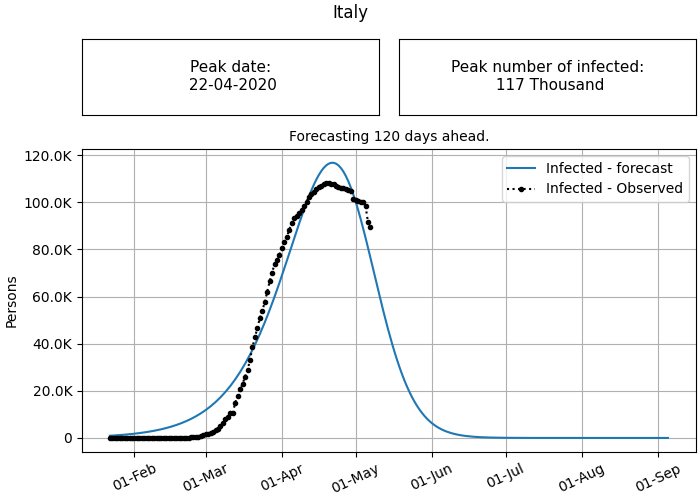 Italy
Peak date:
22-04-2020
Peak number of infected:
117 Thousand
Forecasting 120 days ahead.
Infected - forecast
Infected - Observed
120.0K
100.0K
80.0K
60.0K
40.0K
20.0K
0
Persons
01-Feb
01-Mar
01-Apr
01-May
01-Jun
01-Jul
01-Aug
01-Sep